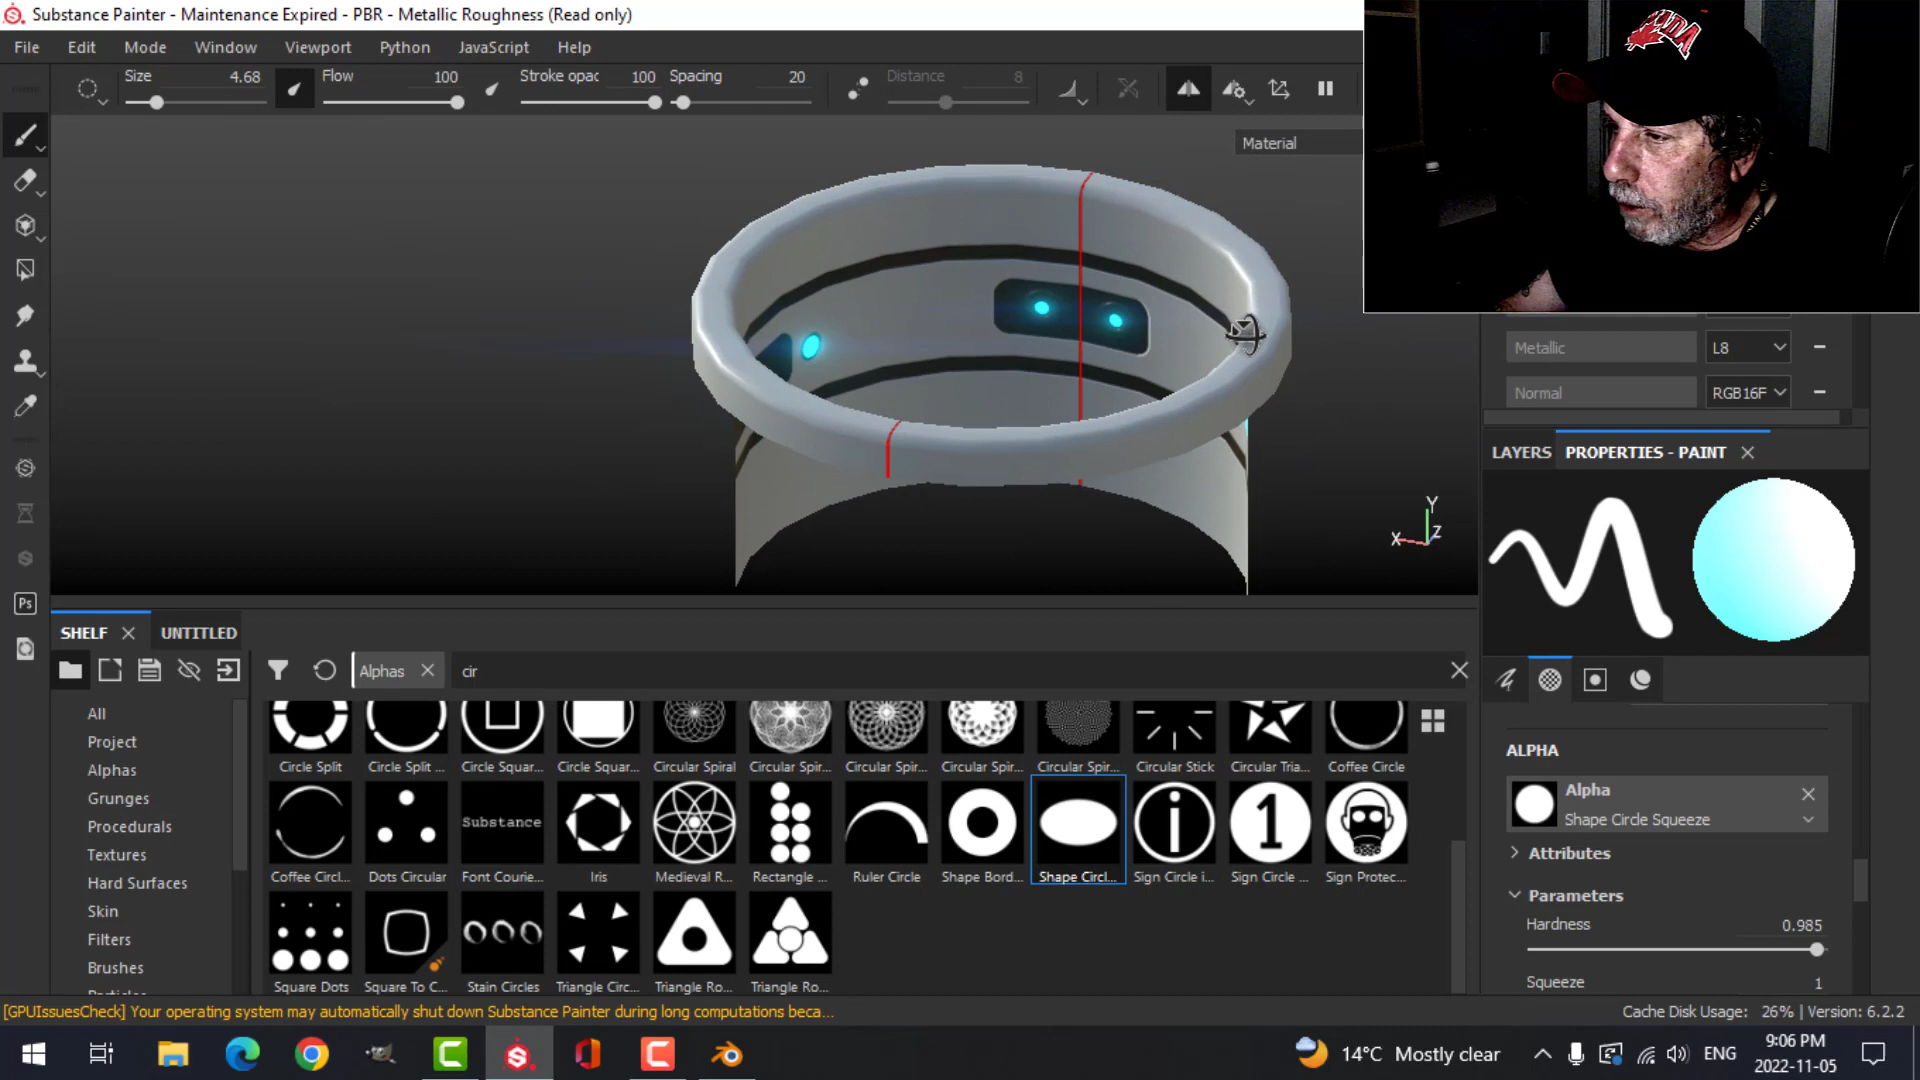 Substance Painter - Maintenance Expired - PBR - Metallic Roughness (Read only)
File Edit Mode Window Viewport Python JavaScript Help
Size 4.68 Flow 100 Stroke opac 100 Spacing 20 Distance 8
Material
Metallic L8
Normal RGB16F
LAYERS PROPERTIES - PAINT
Y
X Z
SHELF UNTITLED
Alphas cir
All
Project
Alphas
Grunges
Procedurals
Textures
Hard Surfaces
Skin
Filters
Brushes
Circle Split Circle Split ... Circle Squar... Circle Squar... Circular Spiral Circular Spir... Circular Spir... Circular Spir... Circular Spir... Circular Stick Circular Tria... Coffee Circle
Substance
i 1
Coffee Circl... Dots Circular Font Courie... Iris Medieval R... Rectangle ... Ruler Circle Shape Bord... Shape Circl... Sign Circle i... Sign Circle ... Sign Protec...
Square Dots Square To C... Stain Circles Triangle Circ... Triangle Ro... Triangle Ro...
ALPHA
Alpha
Shape Circle Squeeze
Attributes
Parameters
Hardness 0.985
Squeeze 1
[GPUIssuesCheck] Your operating system may automatically shut down Substance Painter during long computations beca...
Cache Disk Usage: 26% | Version: 6.2.2
Ps
14°C Mostly clear ENG 9:06 PM
2022-11-05